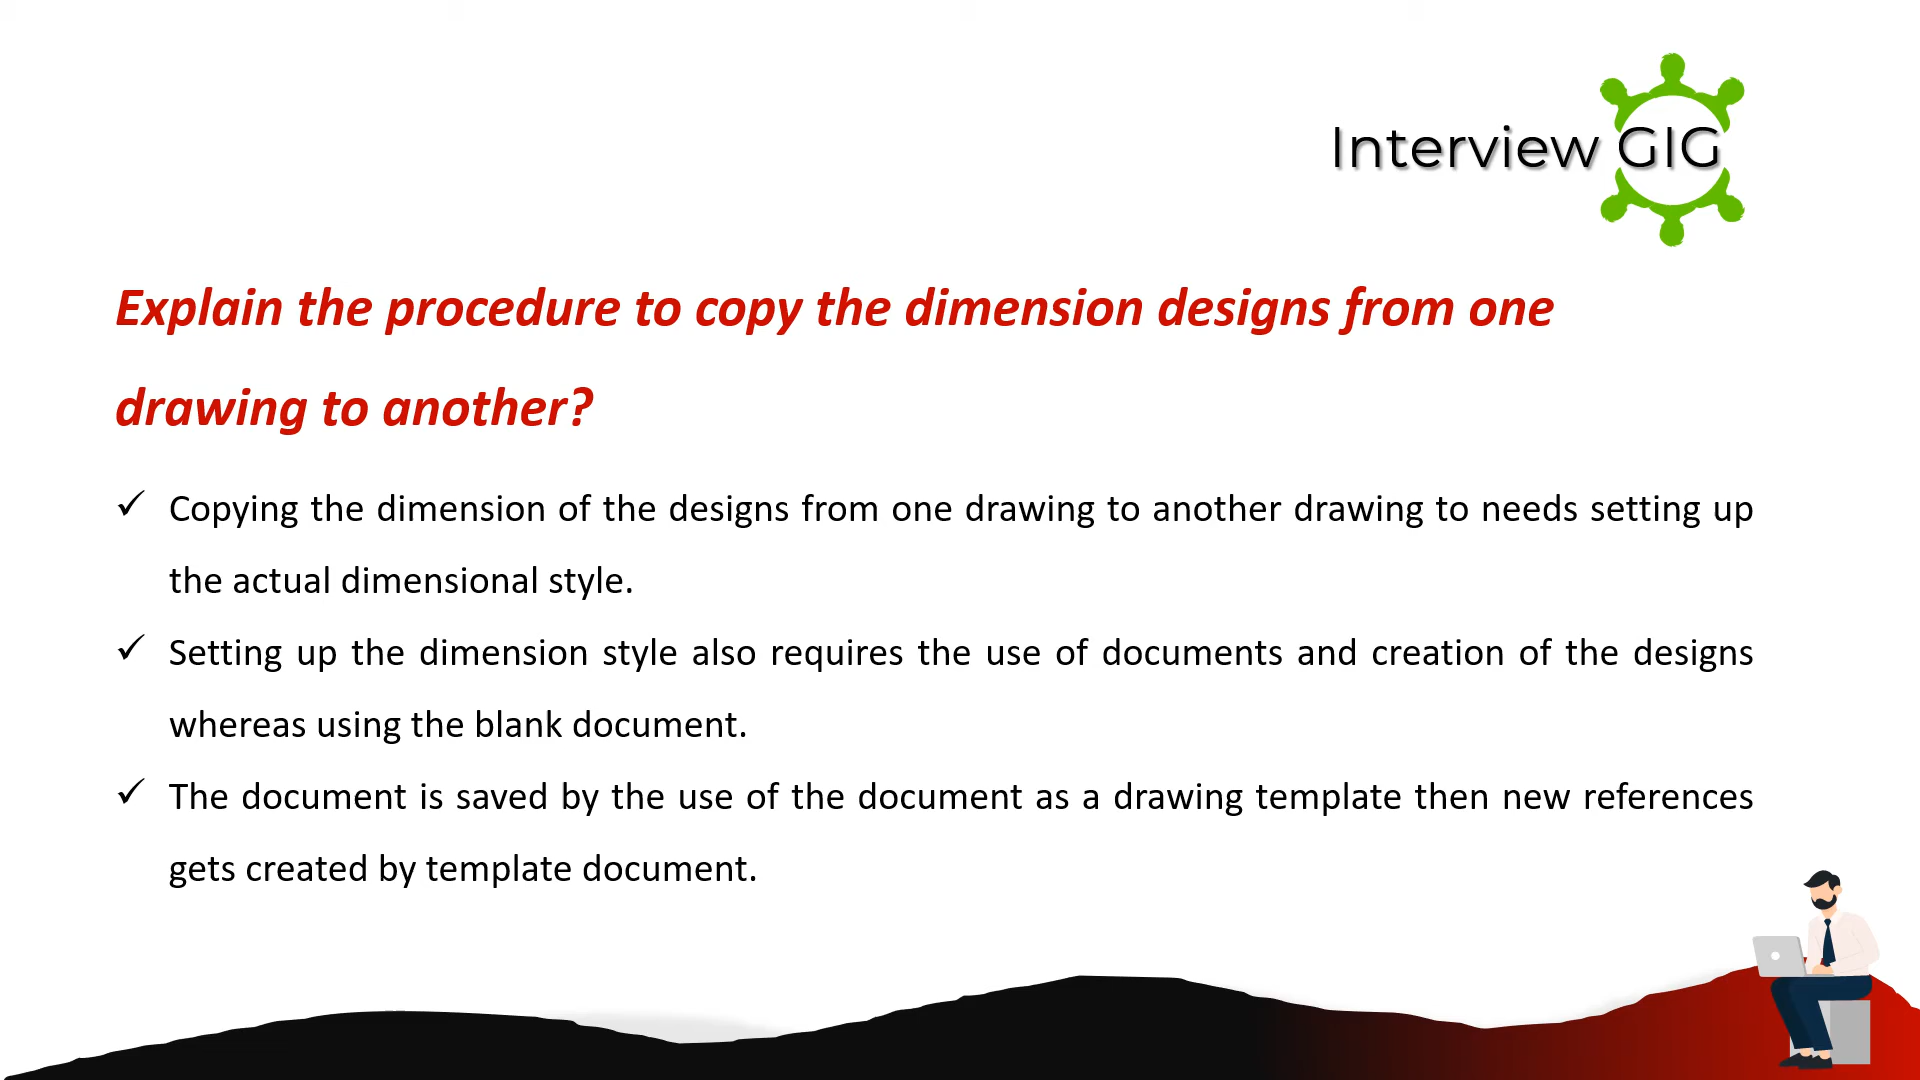 Interview GIG
Explain the procedure to copy the dimension designs from one
drawing to another?
✓ Copying the dimension of the designs from one drawing to another drawing to needs setting up
the actual dimensional style.
✓ Setting up the dimension style also requires the use of documents and creation of the designs
whereas using the blank document.
✓ The document is saved by the use of the document as a drawing template then new references
gets created by template document.